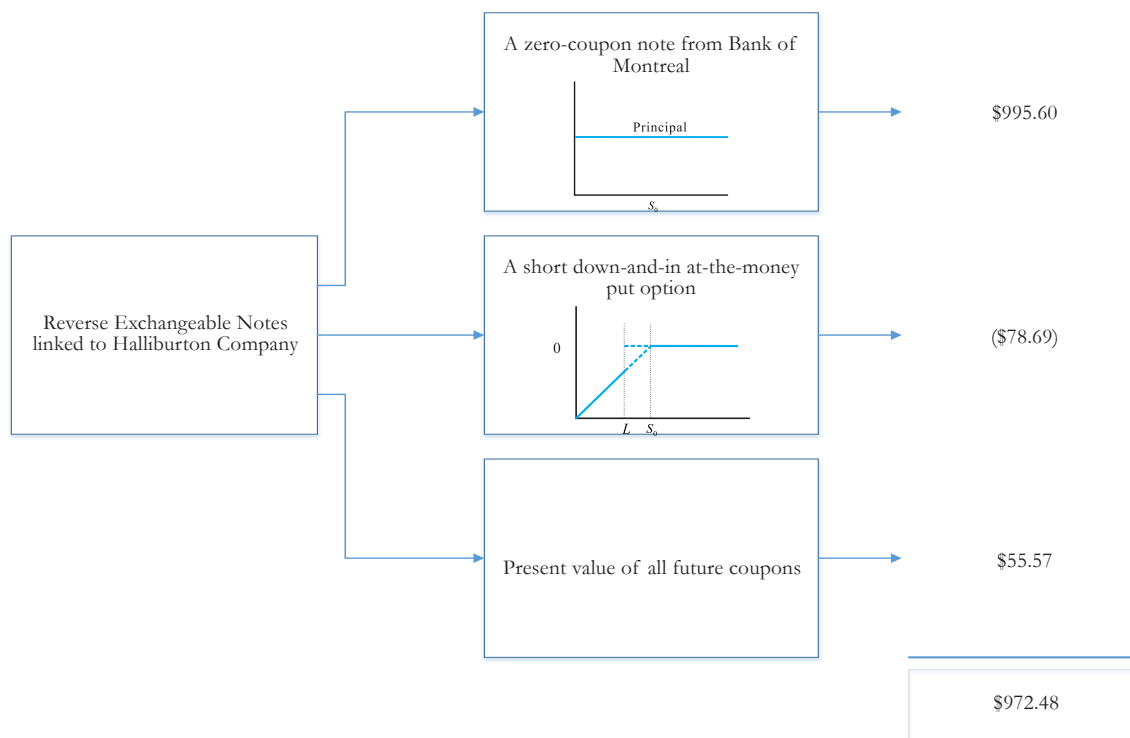 A zero-coupon note from Bank of
Montreal
Principal
S₀
$995.60
Reverse Exchangeable Notes
linked to Halliburton Company
A short down-and-in at-the-money
put option
0
L S₀
($78.69)
Present value of all future coupons
$55.57
$972.48